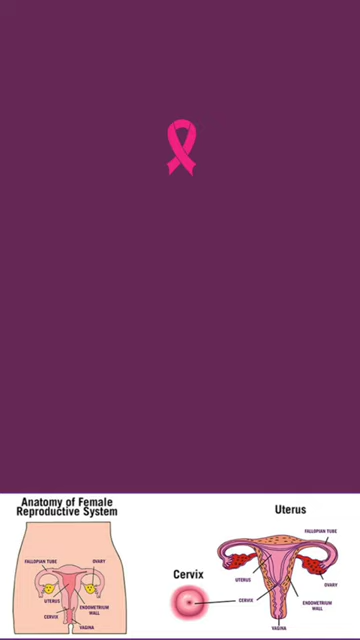 Anatomy of Female
Reproductive System
FALLOPIAN TUBE
OVARY
UTERUS
CERVIX
ENDOMETRIUM
WALL
VAGINA
Cervix
Uterus
FALLOPIAN TUBE
UTERUS
OVARY
CERVIX
ENDOMETRIUM
WALL
VAGINA